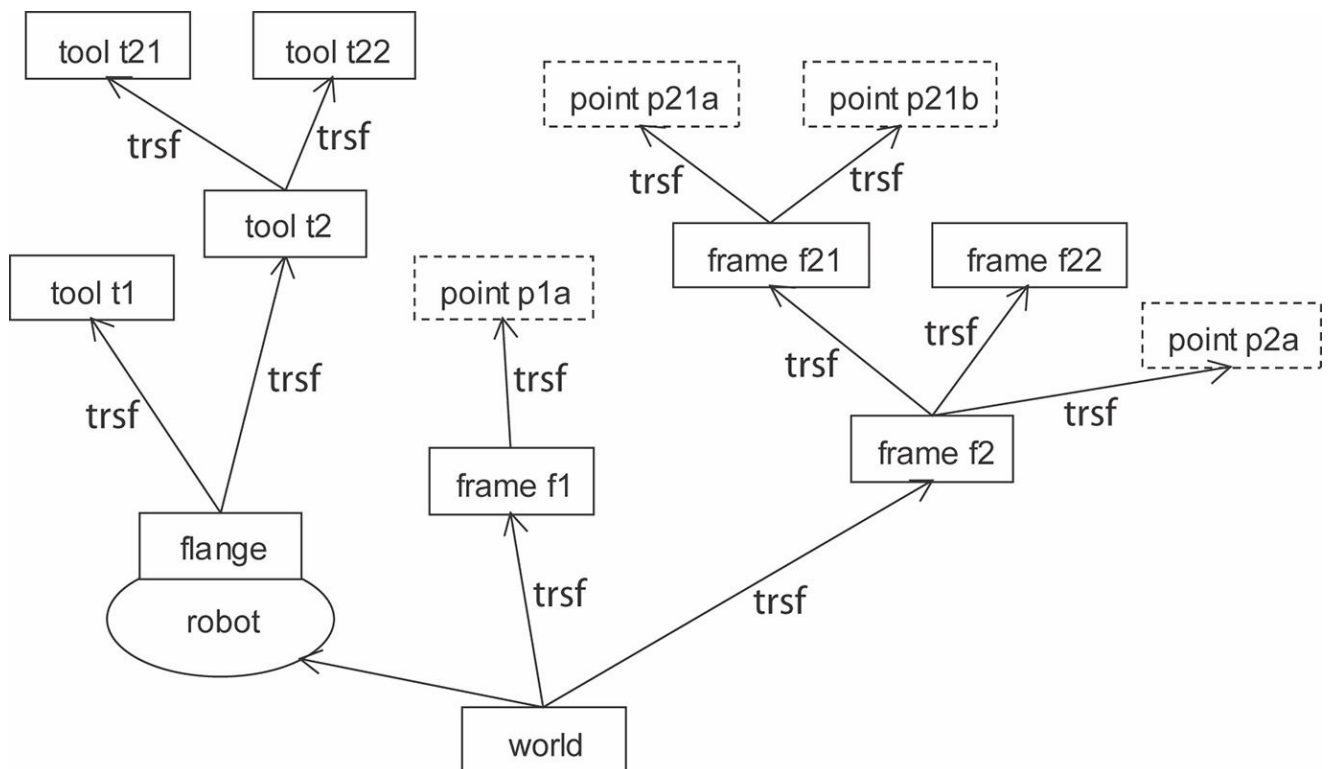 tool t21
tool t22
point p21a
point p21b
trsf
trsf
trsf
trsf
tool t2
frame f21
frame f22
tool t1
point p1a
point p2a
trsf
trsf
trsf
trsf
trsf
trsf
trsf
frame f2
frame f1
flange
trsf
trsf
robot
world